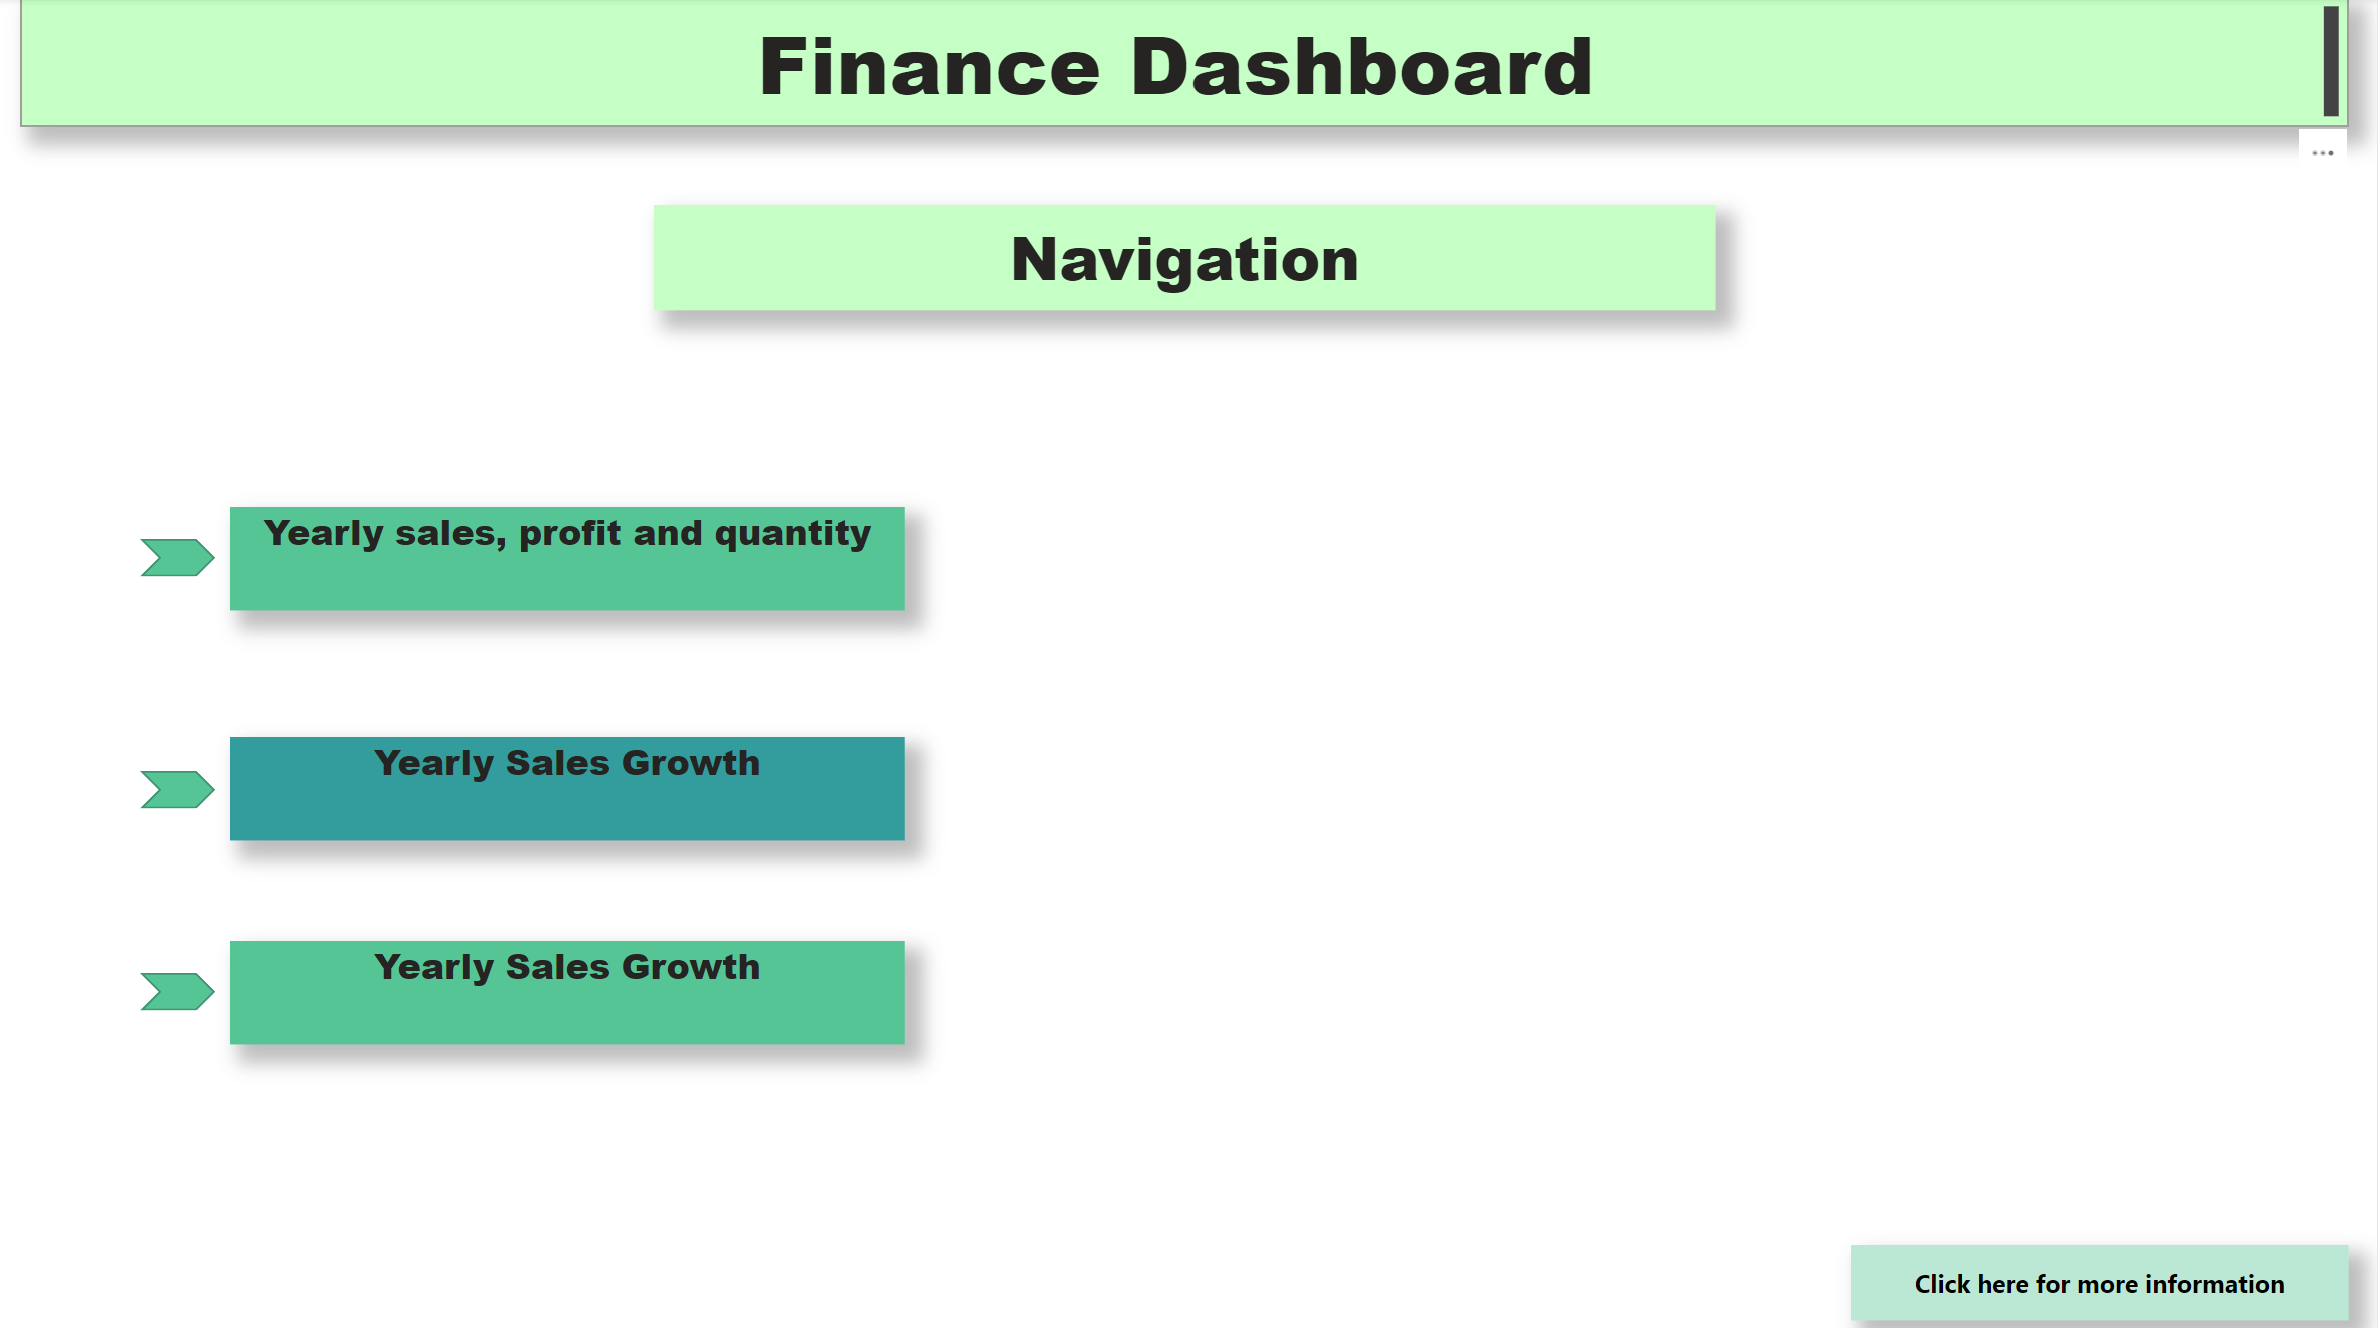 Finance Dashboard
Navigation
Yearly sales, profit and quantity
Yearly Sales Growth
Yearly Sales Growth
Click here for more information